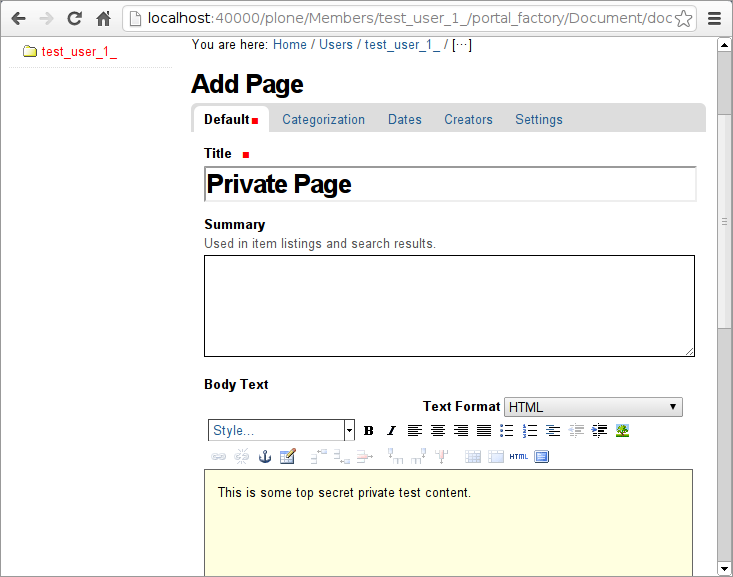 localhost:40000/plone/Members/test_user_1_/portal_factory/Document/doc
test_user_1_
You are here: Home / Users / test_user_1_ / [···]
Add Page
Default Categorization Dates Creators Settings
Title
Private Page
Summary
Used in item listings and search results.
Body Text
Text Format HTML
Style... B I
HTML
This is some top secret private test content.